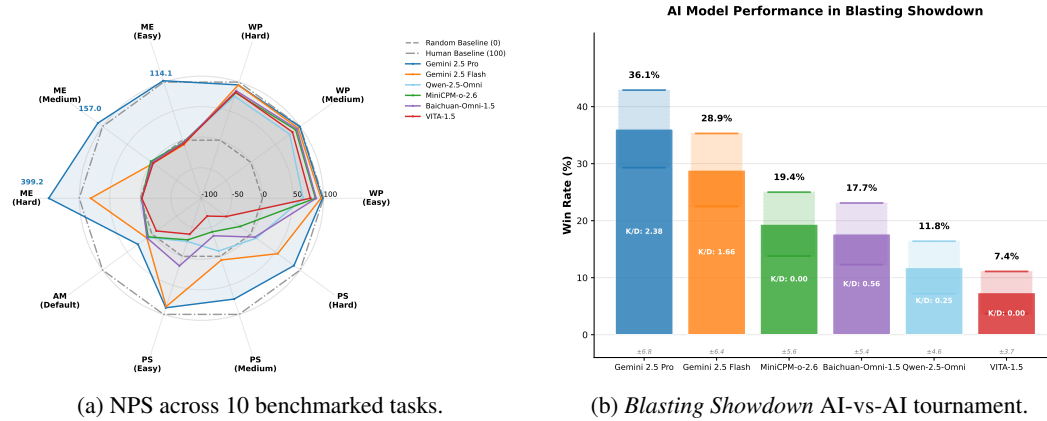 ME
(Easy)
WP
(Hard)
114.1
ME
(Medium)
157.0
WP
(Medium)
399.2
ME
(Hard)
-100
-50
0
50
100
WP
(Easy)
AM
(Default)
PS
(Hard)
PS
(Easy)
PS
(Medium)
Random Baseline (0)
Human Baseline (100)
Gemini 2.5 Pro
Gemini 2.5 Flash
Qwen-2.5-Omni
MiniCPM-o-2.6
Baichuan-Omni-1.5
VITA-1.5
(a) NPS across 10 benchmarked tasks.
AI Model Performance in Blasting Showdown
Win Rate (%)
40
30
20
10
0
36.1%
28.9%
19.4%
17.7%
11.8%
7.4%
K/D: 2.38
K/D: 1.66
K/D: 0.00
K/D: 0.56
K/D: 0.25
K/D: 0.00
±6.8
±6.4
±5.6
±5.4
±4.6
±3.7
Gemini 2.5 Pro
Gemini 2.5 Flash
MiniCPM-o-2.6
Baichuan-Omni-1.5
Qwen-2.5-Omni
VITA-1.5
(b) Blasting Showdown AI-vs-AI tournament.